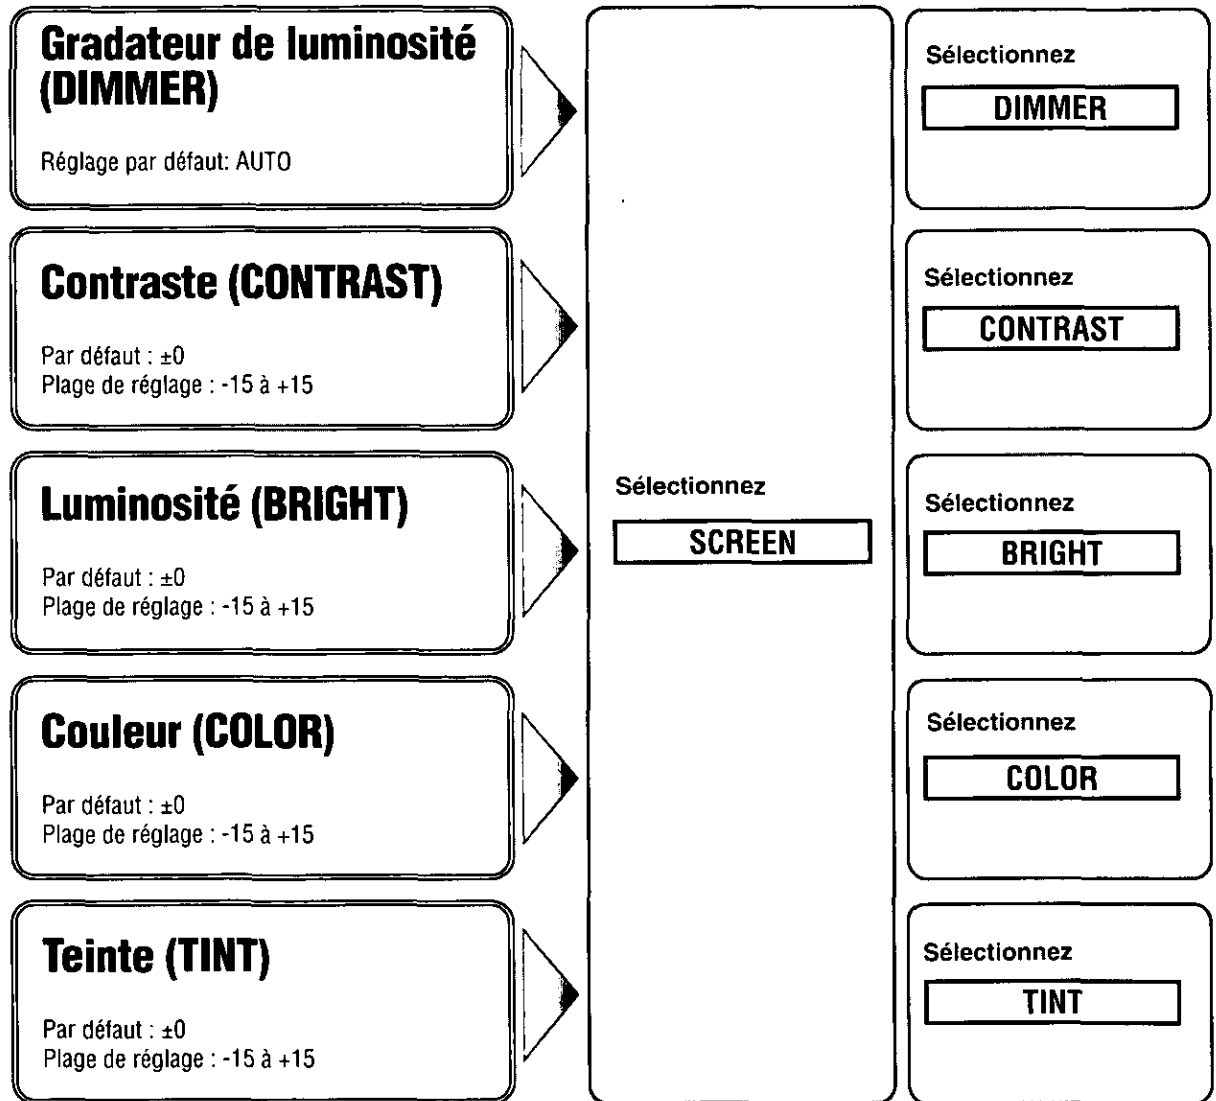 Gradateur de luminosité
(DIMMER)
Réglage par défaut: AUTO
Contraste (CONTRAST)
Par défaut : ±0
Plage de réglage : -15 à +15
Luminosité (BRIGHT)
Par défaut : ±0
Plage de réglage : -15 à +15
Couleur (COLOR)
Par défaut : ±0
Plage de réglage : -15 à +15
Teinte (TINT)
Par défaut : ±0
Plage de réglage : -15 à +15
Sélectionnez
SCREEN
Sélectionnez
DIMMER
Sélectionnez
CONTRAST
Sélectionnez
BRIGHT
Sélectionnez
COLOR
Sélectionnez
TINT